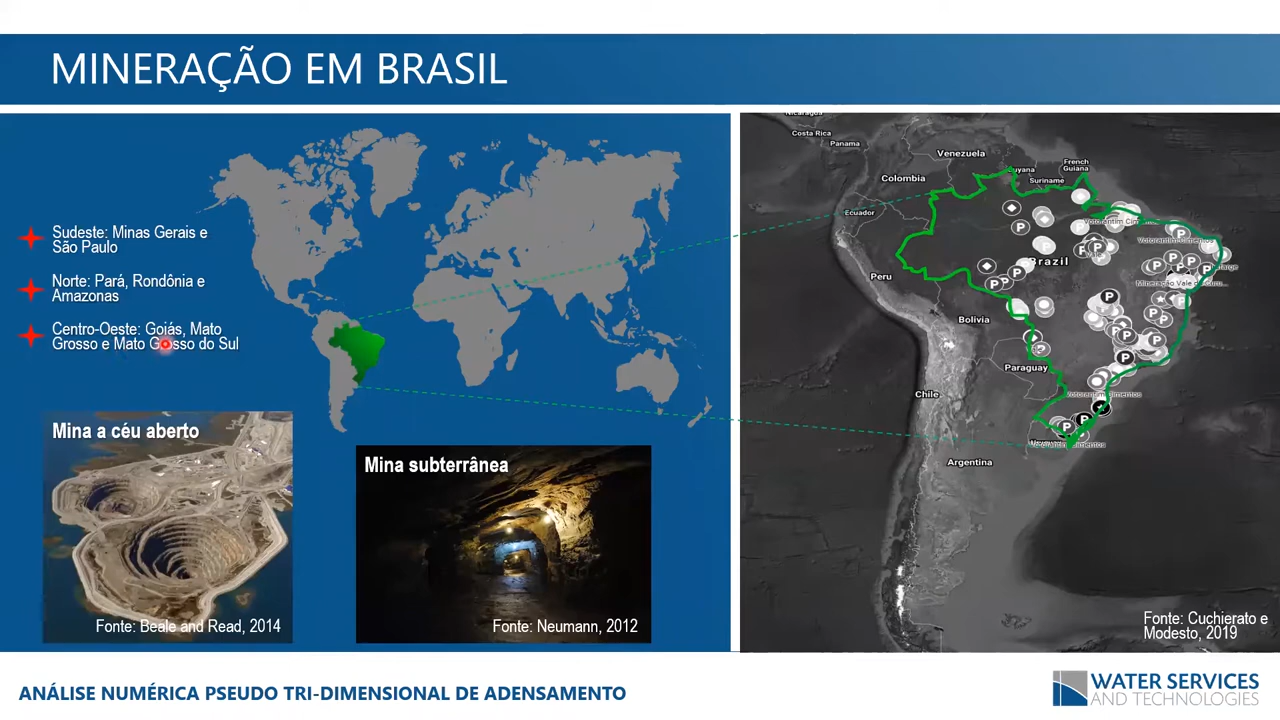 MINERAÇÃO EM BRASIL
Sudeste: Minas Gerais e
São Paulo
Norte: Pará, Rondônia e
Amazonas
Centro-Oeste: Goiás, Mato
Grosso e Mato Grosso do Sul
Mina a céu aberto
Fonte: Beale and Read, 2014
Mina subterrânea
Fonte: Neumann, 2012
Nicaragua
Costa Rica
Panama
Venezuela
Colombia
Guyana
Suriname
French
Guiana
Ecuador
Brazil
Peru
Bolivia
Paraguay
Chile
Votorantim Cimentos
Argentina
Fonte: Cuchierato e
Modesto, 2019
ANÁLISE NUMÉRICA PSEUDO TRI-DIMENSIONAL DE ADENSAMENTO
WATER SERVICES
AND TECHNOLOGIES